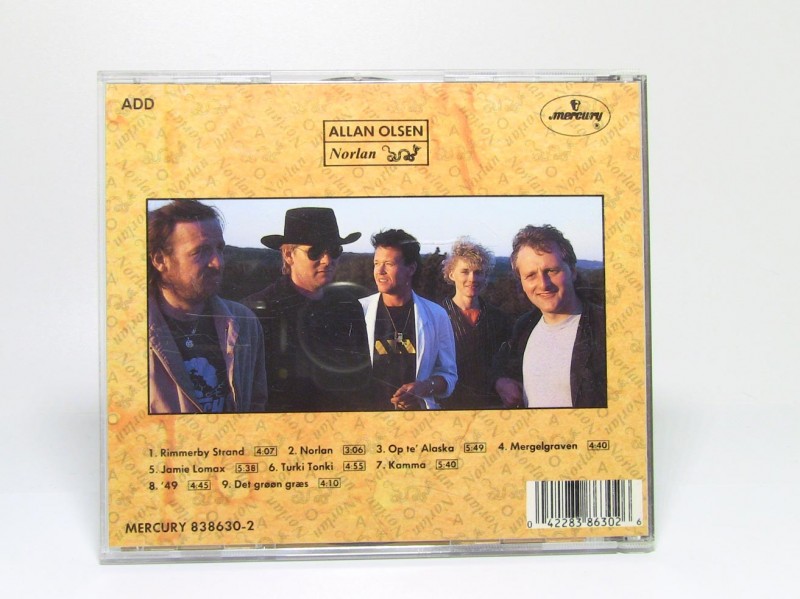 ADD
mercury
ALLAN OLSEN
Norlan
1. Rimmerby Strand 4:07 2. Norlan 3:06 3. Op te' Alaska 5:49 4. Mergelgraven 4:40
5. Jamie Lomax 5:38 6. Turki Tonki 4:55 7. Kamma 5:40
8. '49 4:45 9. Det grøøn græs 4:10
MERCURY 838630-2
0 42283 86302 6